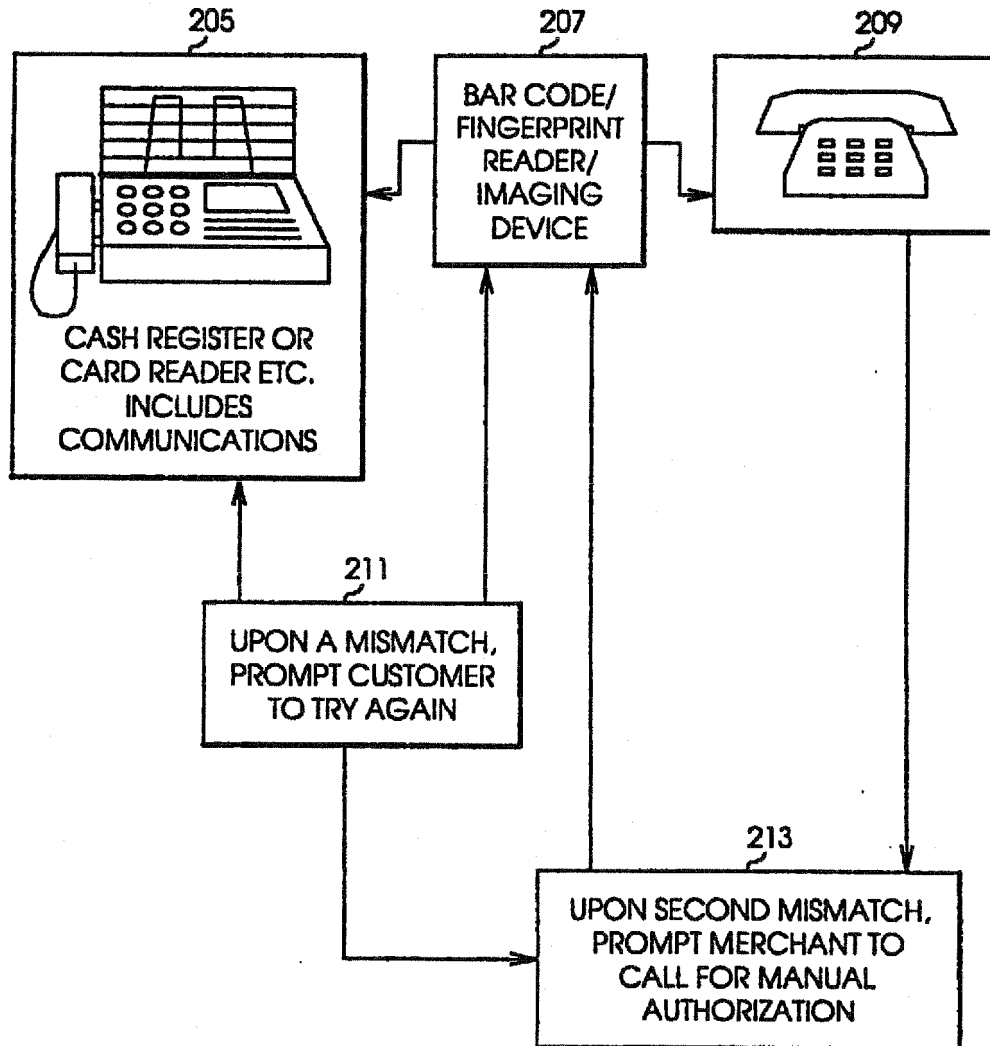 205
207
209
BAR CODE/
FINGERPRINT
READER/
IMAGING
DEVICE
CASH REGISTER OR
CARD READER ETC.
INCLUDES
COMMUNICATIONS
211
UPON A MISMATCH,
PROMPT CUSTOMER
TO TRY AGAIN
213
UPON SECOND MISMATCH,
PROMPT MERCHANT TO
CALL FOR MANUAL
AUTHORIZATION